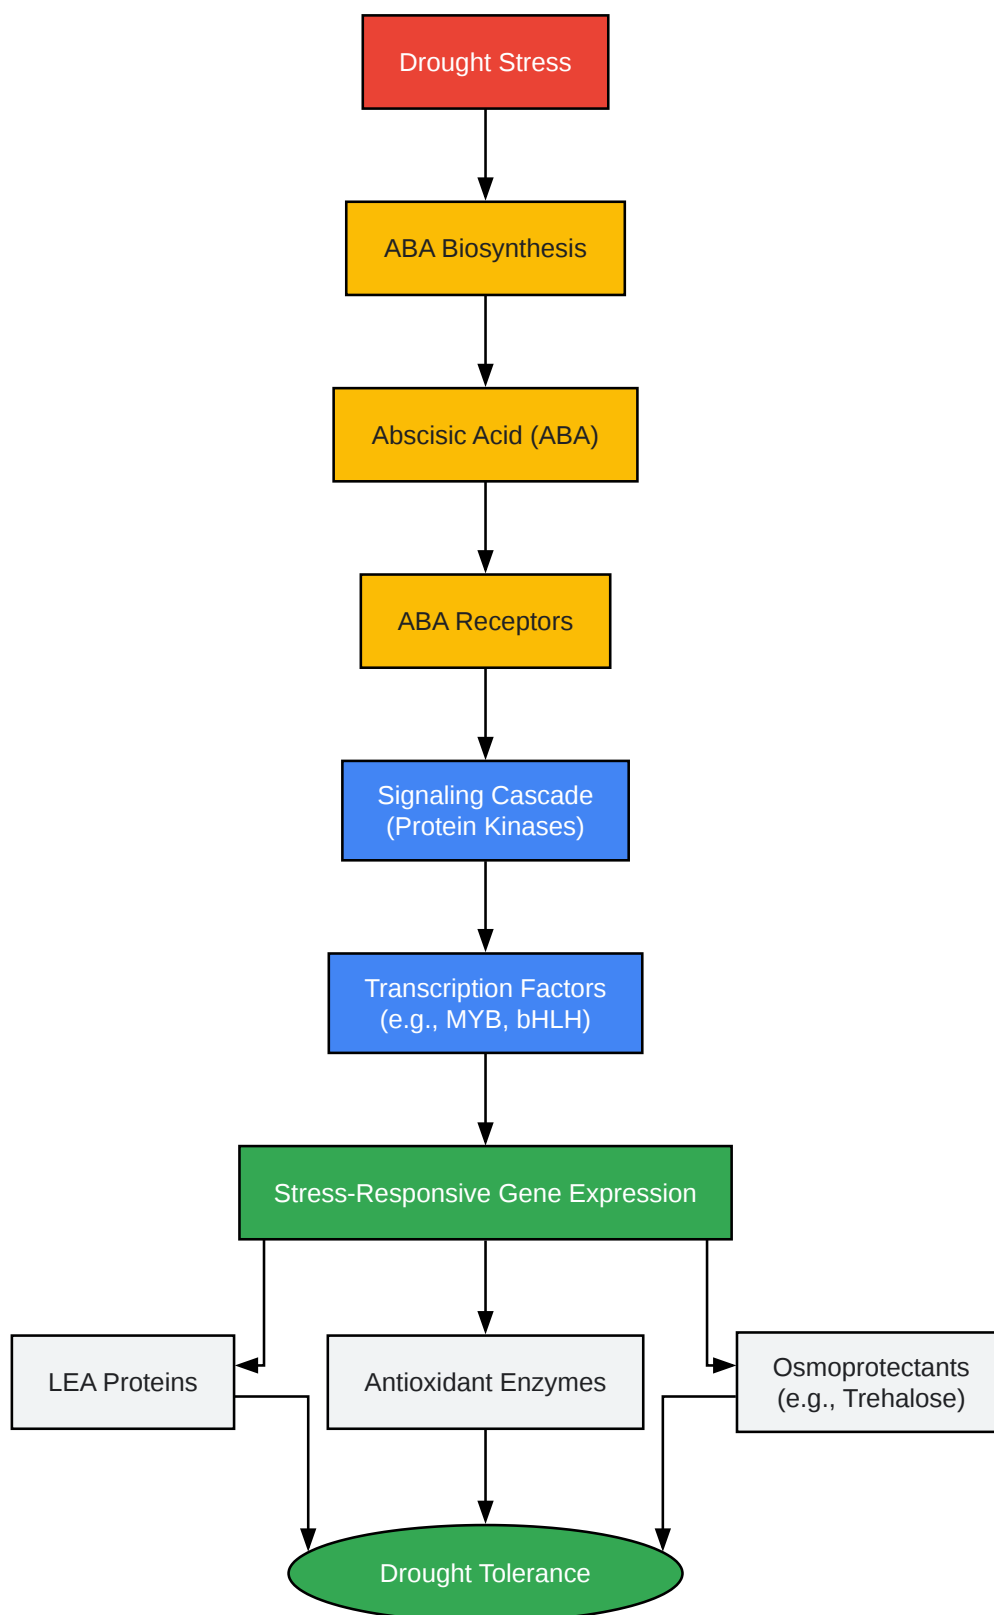 Drought Stress
ABA Biosynthesis
Abscisic Acid (ABA)
ABA Receptors
Signaling Cascade
(Protein Kinases)
Transcription Factors
(e.g., MYB, bHLH)
Stress-Responsive Gene Expression
LEA Proteins
Antioxidant Enzymes
Osmoprotectants
(e.g., Trehalose)
Drought Tolerance